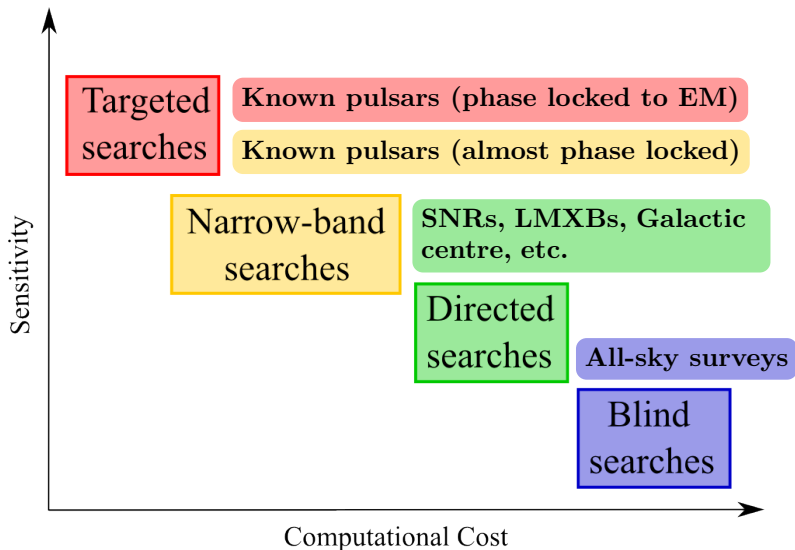 Targeted
searches
Known pulsars (phase locked to EM)
Known pulsars (almost phase locked)
Narrow-band
searches
SNRs, LMXBs, Galactic
centre, etc.
Directed
searches
All-sky surveys
Blind
searches
Sensitivity
Computational Cost